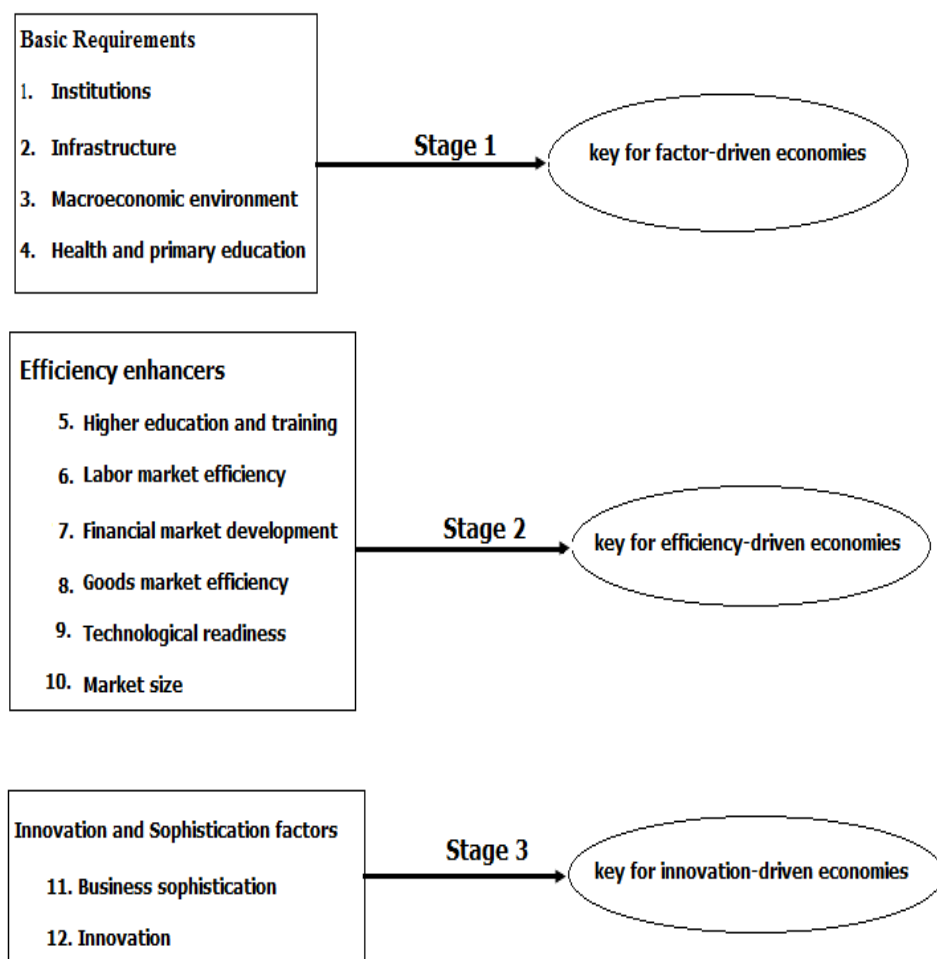 Basic Requirements
1. Institutions
2. Infrastructure
3. Macroeconomic environment
4. Health and primary education
Stage 1
key for factor-driven economies
Efficiency enhancers
5. Higher education and training
6. Labor market efficiency
7. Financial market development
8. Goods market efficiency
9. Technological readiness
10. Market size
Stage 2
key for efficiency-driven economies
Innovation and Sophistication factors
11. Business sophistication
12. Innovation
Stage 3
key for innovation-driven economies